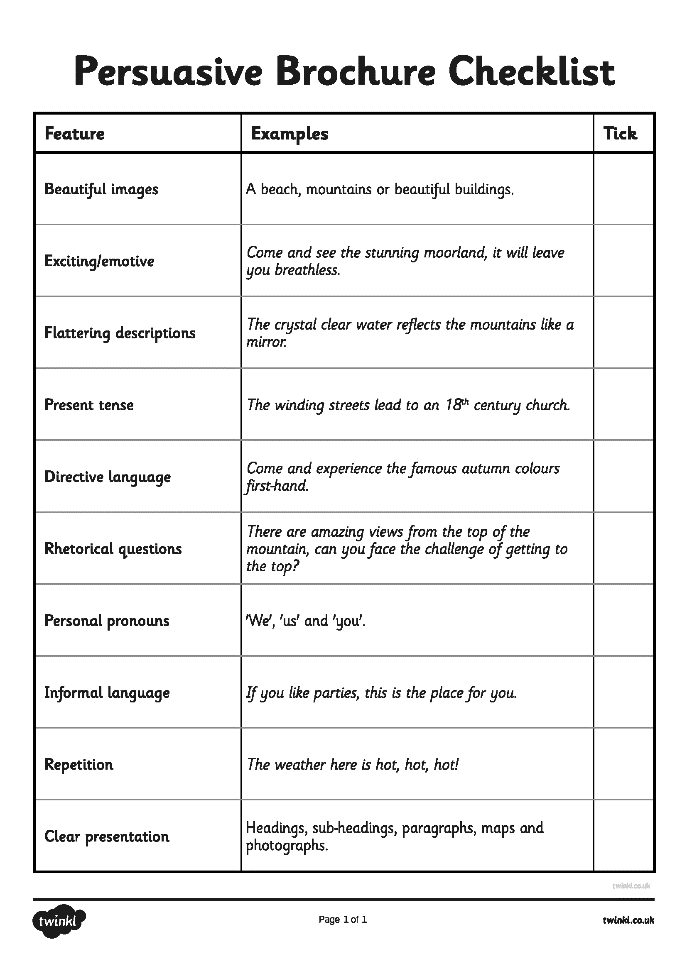 Persuasive Brochure Checklist
Feature
Examples
Tick
Beautiful images
A beach, mountains or beautiful buildings.
Exciting/emotive
Come and see the stunning moorland, it will leave
you breathless.
Flattering descriptions
The crystal clear water reflects the mountains like a
mirror.
Present tense
The winding streets lead to an 18th century church.
Directive language
Come and experience the famous autumn colours
first-hand.
Rhetorical questions
There are amazing views from the top of the
mountain, can you face the challenge of getting to
the top?
Personal pronouns
'We', 'us' and 'you'.
Informal language
If you like parties, this is the place for you.
Repetition
The weather here is hot, hot, hot!
Clear presentation
Headings, sub-headings, paragraphs, maps and
photographs.
twinkl.co.uk
twinkl
Page 1 of 1
twinkl.co.uk